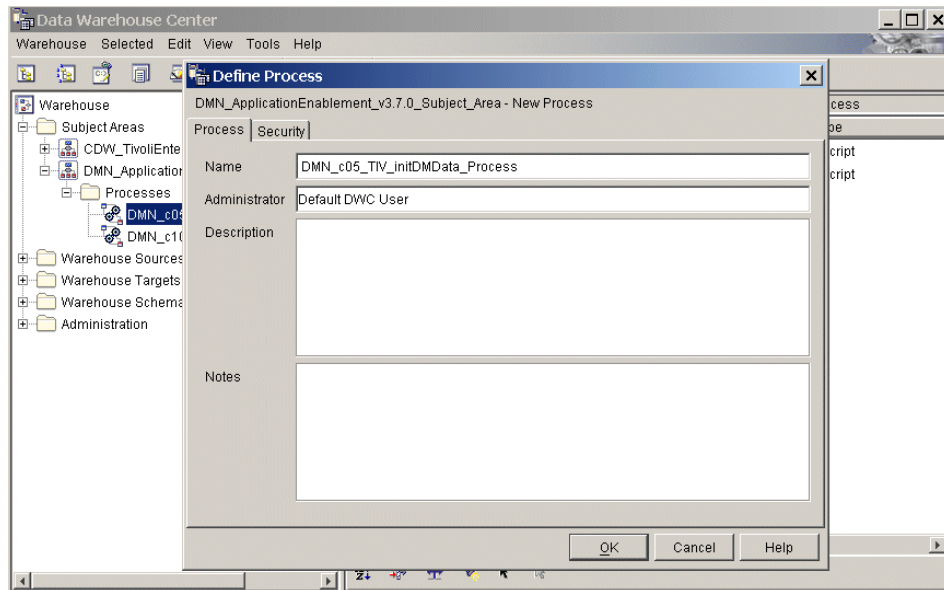 Data Warehouse Center
Warehouse Selected Edit View Tools Help
Define Process
DMN_ApplicationEnablement_v3.7.0_Subject_Area - New Process
Process Security
Name DMN_c05_TIV_initDMData_Process
Administrator Default DWC User
Description
Notes
OK Cancel Help
Warehouse
Subject Areas
CDW_TivoliEnte
DMN_Application
Processes
DMN_c05
DMN_c10
Warehouse Sources
Warehouse Targets
Warehouse Schema
Administration
cess
pe
cript
cript